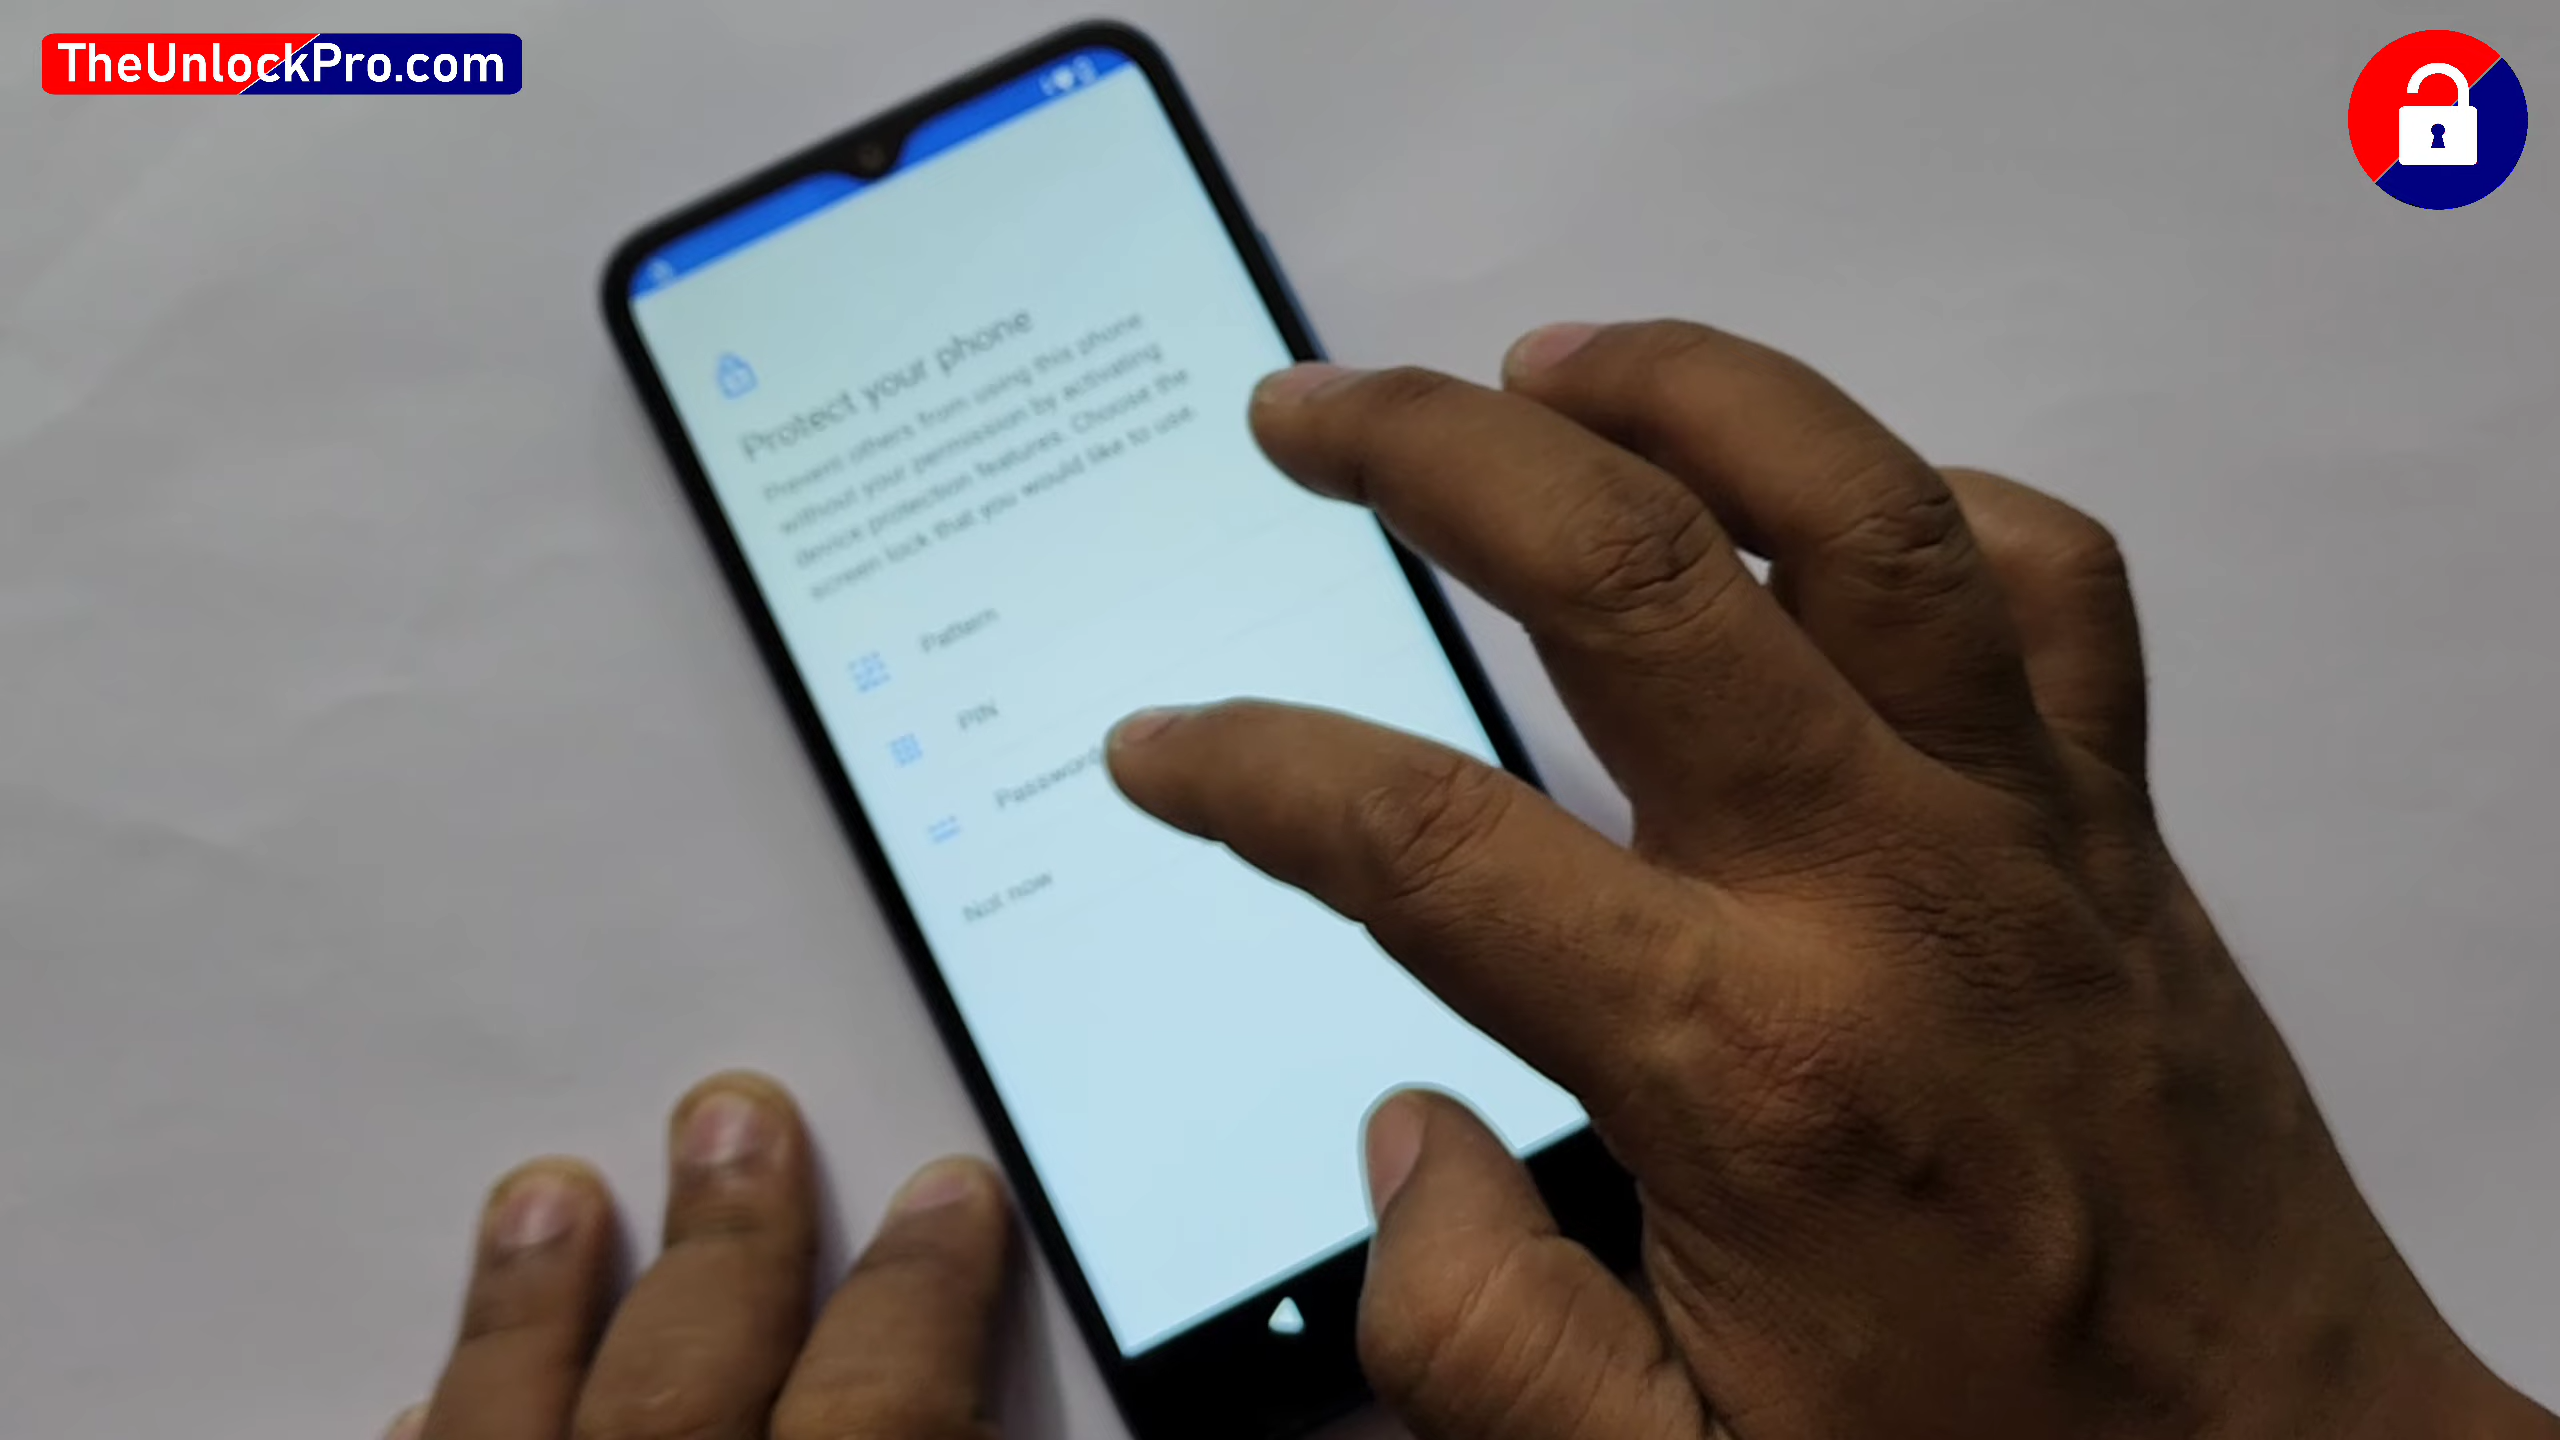 TheUnlockPro.com
Protect your phone
Prevent others from using this phone
without your permission by activating
device protection features. Choose the
screen lock that you would like to use.
Pattern
PIN
Password
Not now